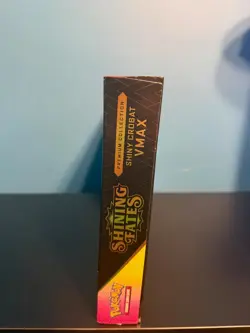 PREMIUM COLLECTION
SHINY CROBAT
VMAX
SHINING
FATES